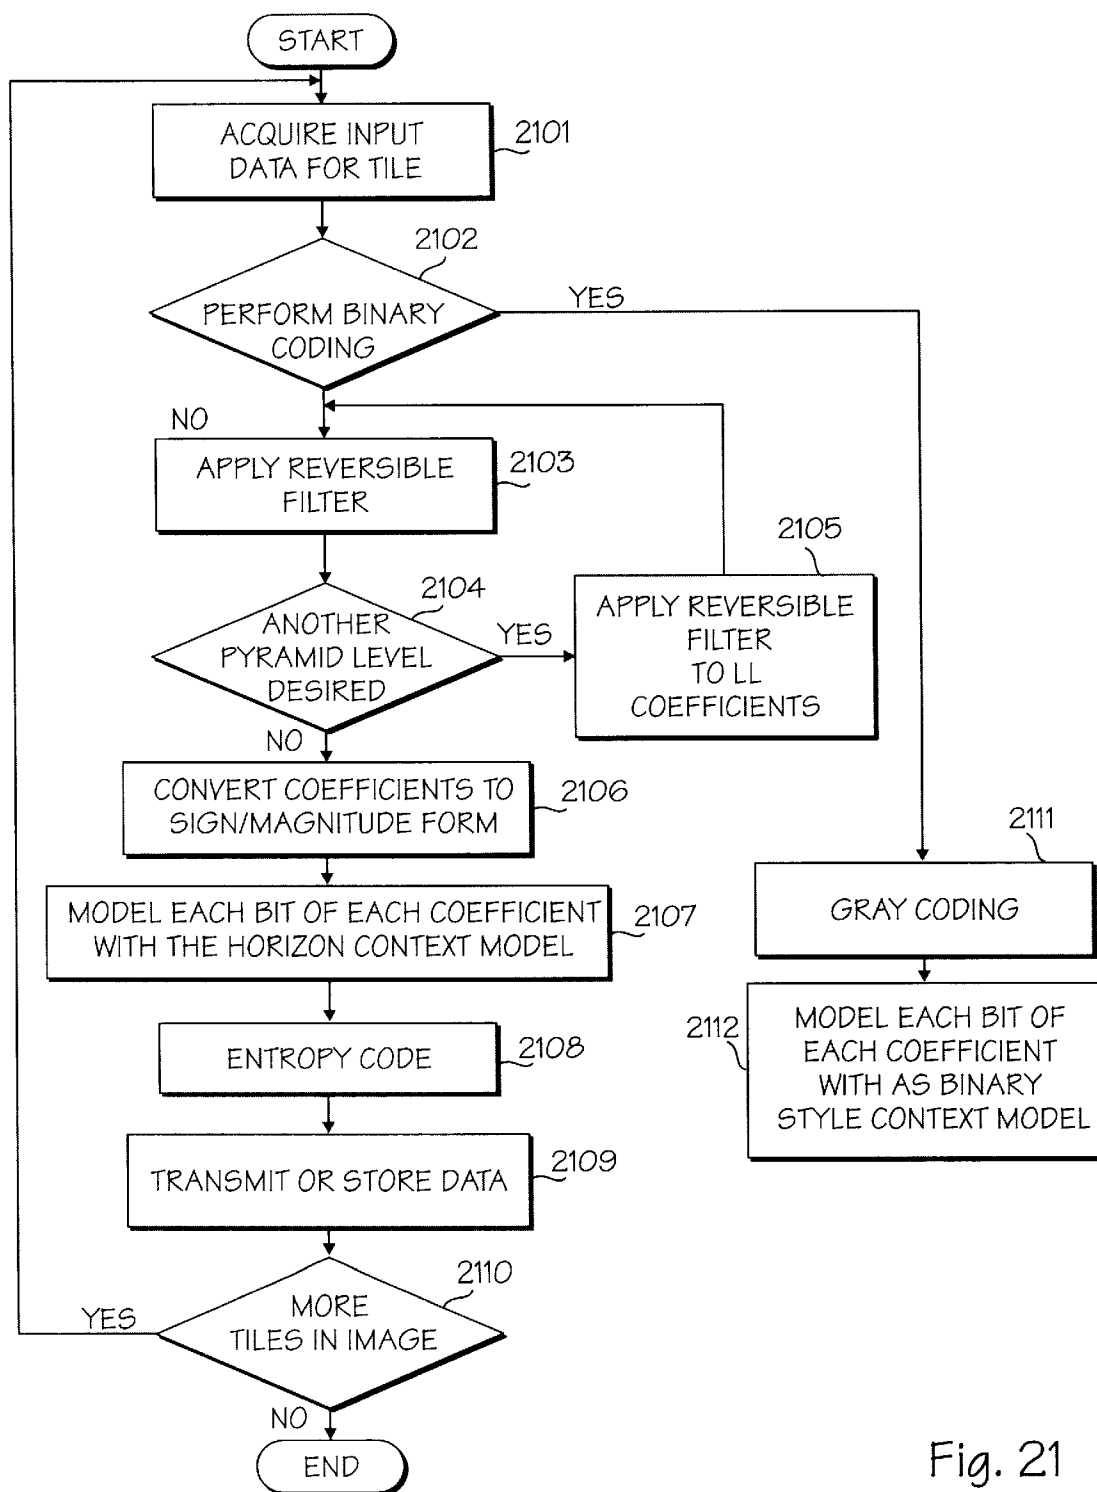 START
ACQUIRE INPUT
DATA FOR TILE
2101
2102
PERFORM BINARY
CODING
YES
NO
APPLY REVERSIBLE
FILTER
2103
2104
ANOTHER
PYRAMID LEVEL
DESIRED
YES
2105
APPLY REVERSIBLE
FILTER
TO LL
COEFFICIENTS
NO
CONVERT COEFFICIENTS TO
SIGN/MAGNITUDE FORM
2106
MODEL EACH BIT OF EACH COEFFICIENT
WITH THE HORIZON CONTEXT MODEL
2107
2111
GRAY CODING
ENTROPY CODE
2108
2112
MODEL EACH BIT OF
EACH COEFFICIENT
WITH AS BINARY
STYLE CONTEXT MODEL
TRANSMIT OR STORE DATA
2109
2110
MORE
TILES IN IMAGE
YES
NO
END
Fig. 21